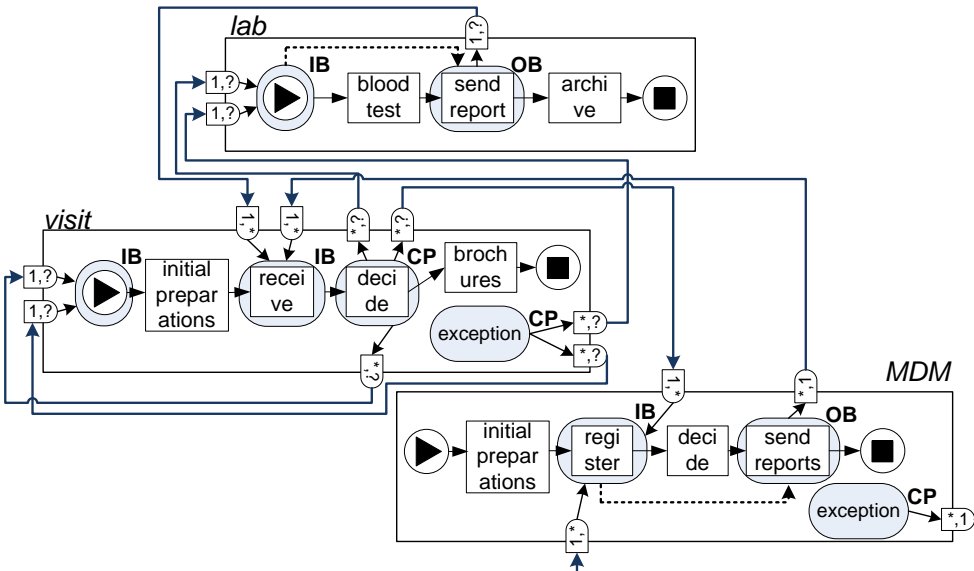 lab
1,?
IB
OB
1,?
1,?
blood
test
send
report
archi
ve
visit
1,*
1,*
*,?
*,?
IB
IB
CP
1,?
1,?
initial
prepar
ations
recei
ve
deci
de
broch
ures
exception
CP
*,?
*,?
*,?
MDM
1,*
*,1
IB
OB
initial
prepar
ations
regi
ster
deci
de
send
reports
exception
CP
*,1
1,*